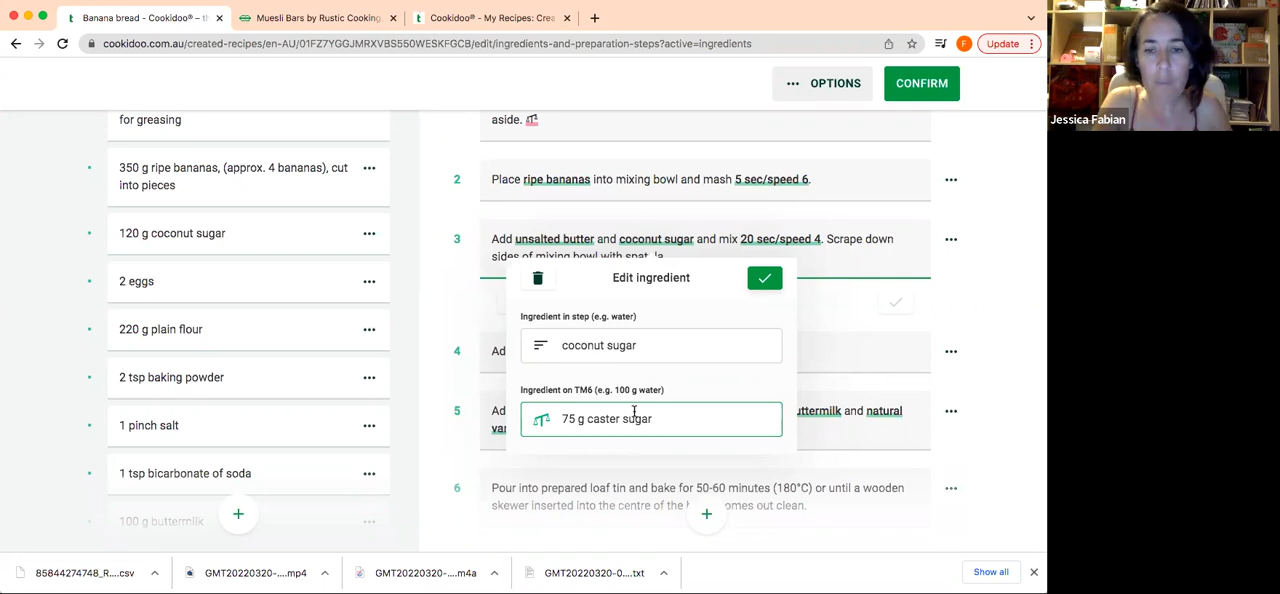 Banana bread - Cookidoo® – th
Muesli Bars by Rustic Cooking.
Cookidoo® - My Recipes: Crea
cookidoo.com.au/created-recipes/en-AU/01FZ7YGGJMRXVBS550WESKFGCB/edit/ingredients-and-preparation-steps?active=ingredients
F
Update
OPTIONS
CONFIRM
Jessica Fabian
for greasing
350 g ripe bananas, (approx. 4 bananas), cut
into pieces
120 g coconut sugar
2 eggs
220 g plain flour
2 tsp baking powder
1 pinch salt
1 tsp bicarbonate of soda
100 g buttermilk
aside.
2
Place ripe bananas into mixing bowl and mash 5 sec/speed 6.
3
Add unsalted butter and coconut sugar and mix 20 sec/speed 4. Scrape down
sides of mixing bowl with
Edit ingredient
Ingredient in step (e.g. water)
coconut sugar
Ingredient on TM6 (e.g. 100 g water)
75 g caster sugar
4
Ad
5
Ad
uttermilk and natural
van
6
Pour into prepared loaf tin and bake for 50-60 minutes (180°C) or until a wooden
skewer inserted into the centre of the
omes out clean.
85844274748_R....csv
GMT20220320-....mp4
GMT20220320-....m4a
GMT20220320-0....txt
Show all